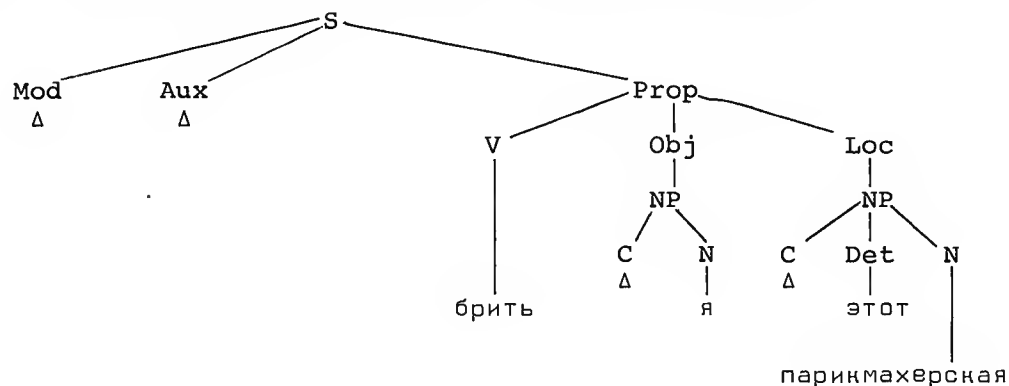 S
Mod Aux Prop
Δ Δ
V Obj Loc
NP NP
C N C Det N
Δ Δ
брить я этот
парикмахерская